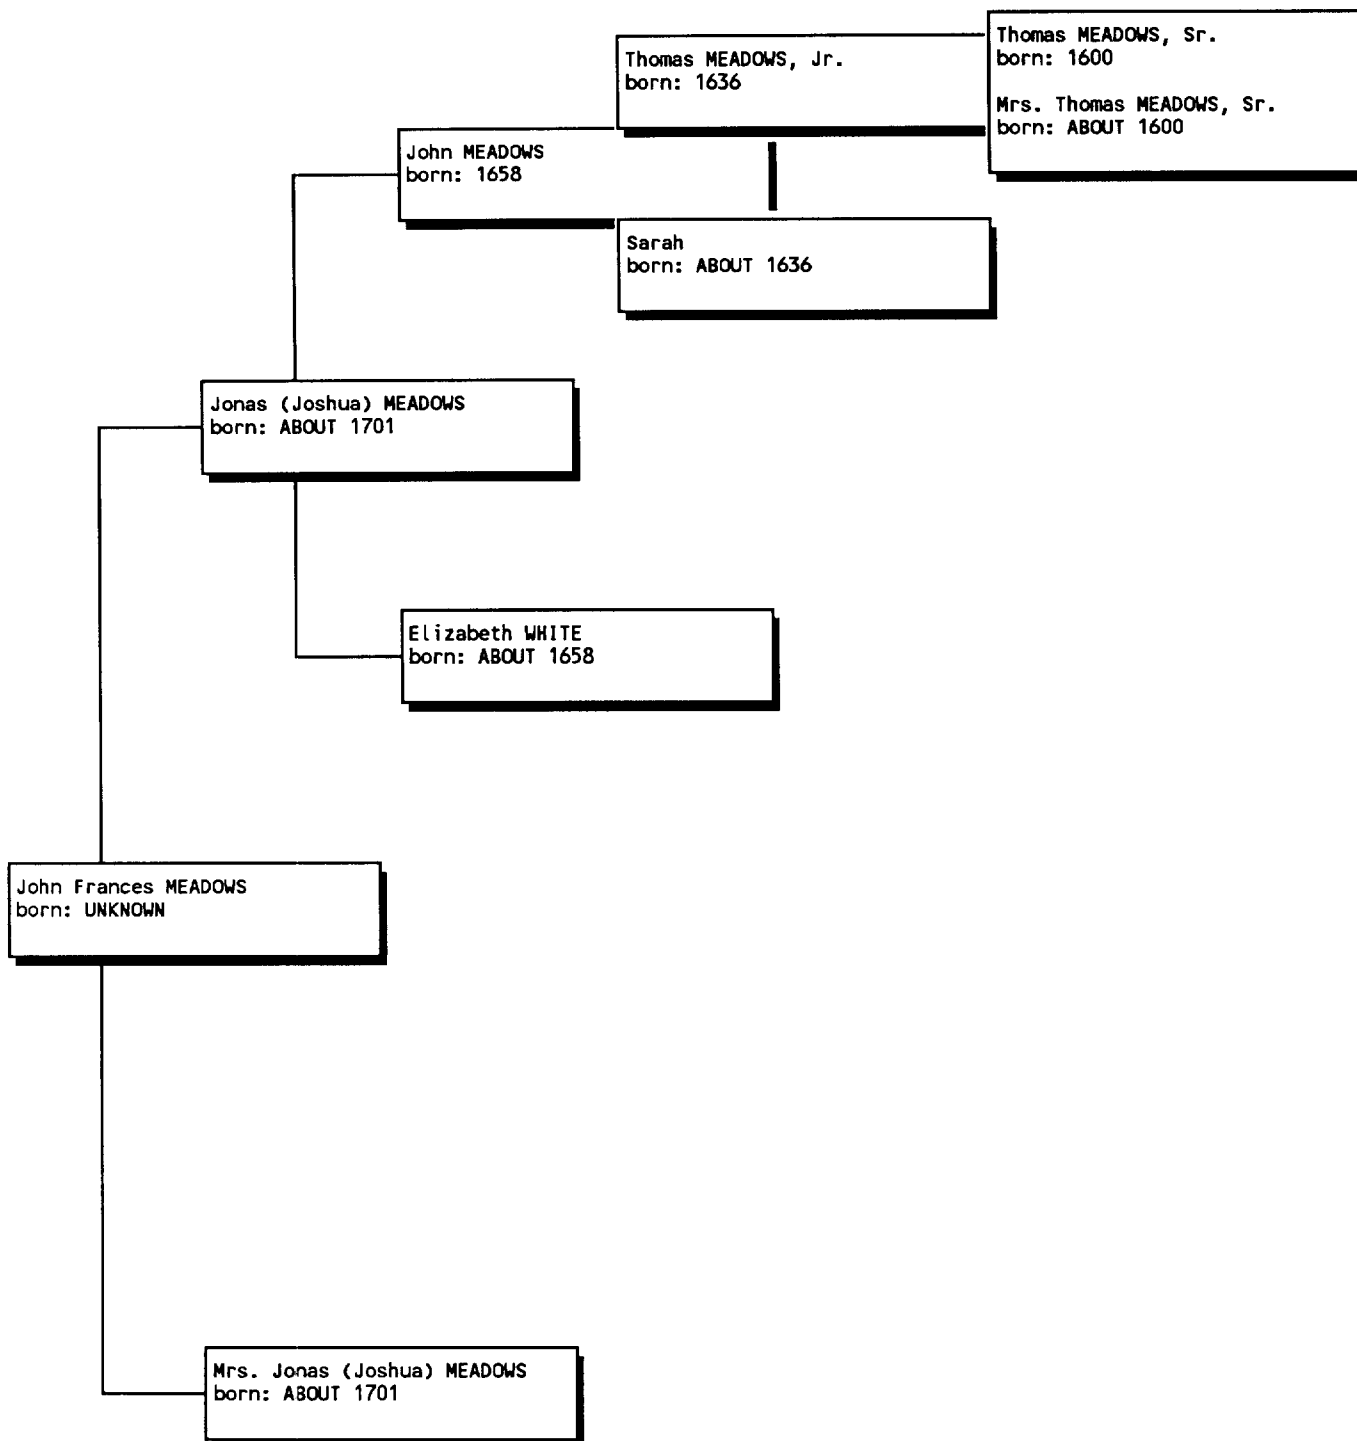 Thomas MEADOWS, Sr.
born: 1600
Mrs. Thomas MEADOWS, Sr.
born: ABOUT 1600
Thomas MEADOWS, Jr.
born: 1636
John MEADOWS
born: 1658
Sarah
born: ABOUT 1636
Jonas (Joshua) MEADOWS
born: ABOUT 1701
Elizabeth WHITE
born: ABOUT 1658
John Frances MEADOWS
born: UNKNOWN
Mrs. Jonas (Joshua) MEADOWS
born: ABOUT 1701